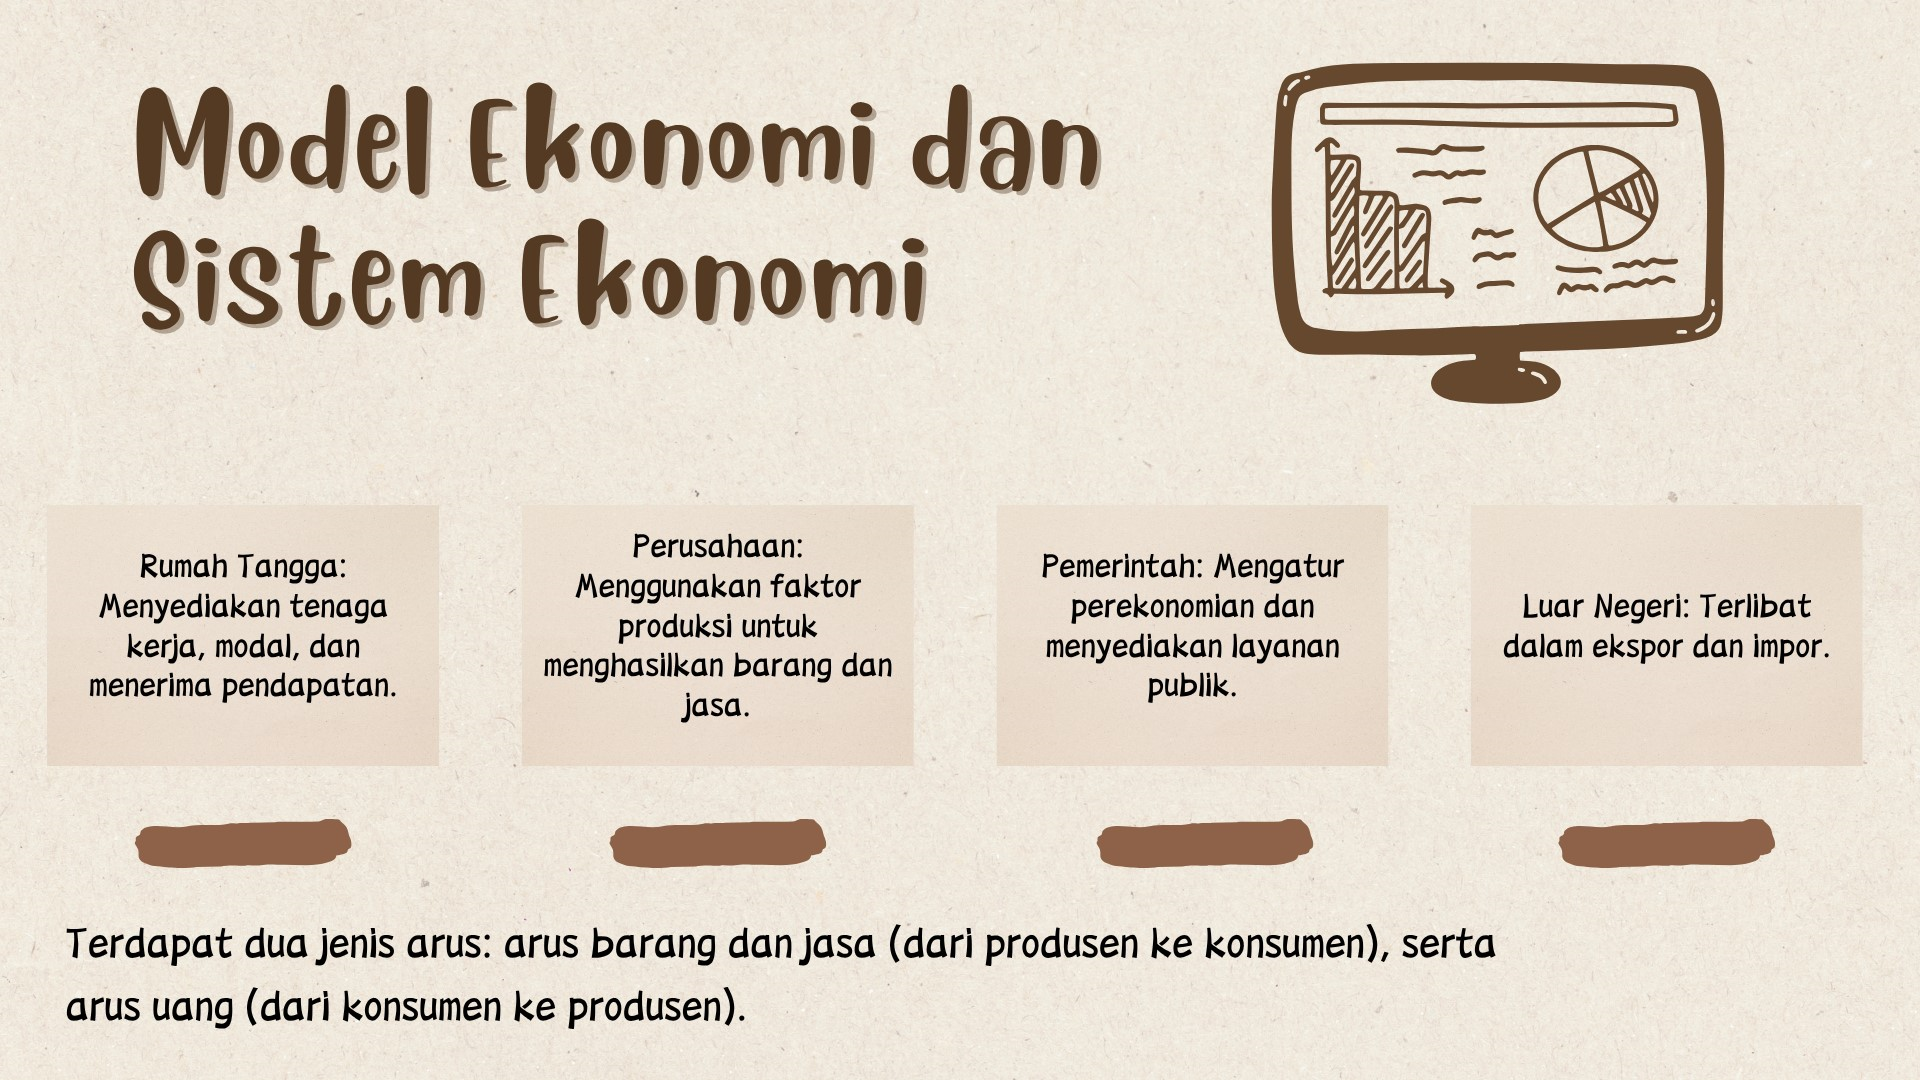 Model Ekonomi dan
Sistem Ekonomi
Rumah Tangga:
Menyediakan tenaga
kerja, modal, dan
menerima pendapatan.
Perusahaan:
Menggunakan faktor
produksi untuk
menghasilkan barang dan
jasa.
Pemerintah: Mengatur
perekonomian dan
menyediakan layanan
publik.
Luar Negeri: Terlibat
dalam ekspor dan impor.
Terdapat dua jenis arus: arus barang dan jasa (dari produsen ke konsumen), serta
arus uang (dari konsumen ke produsen).